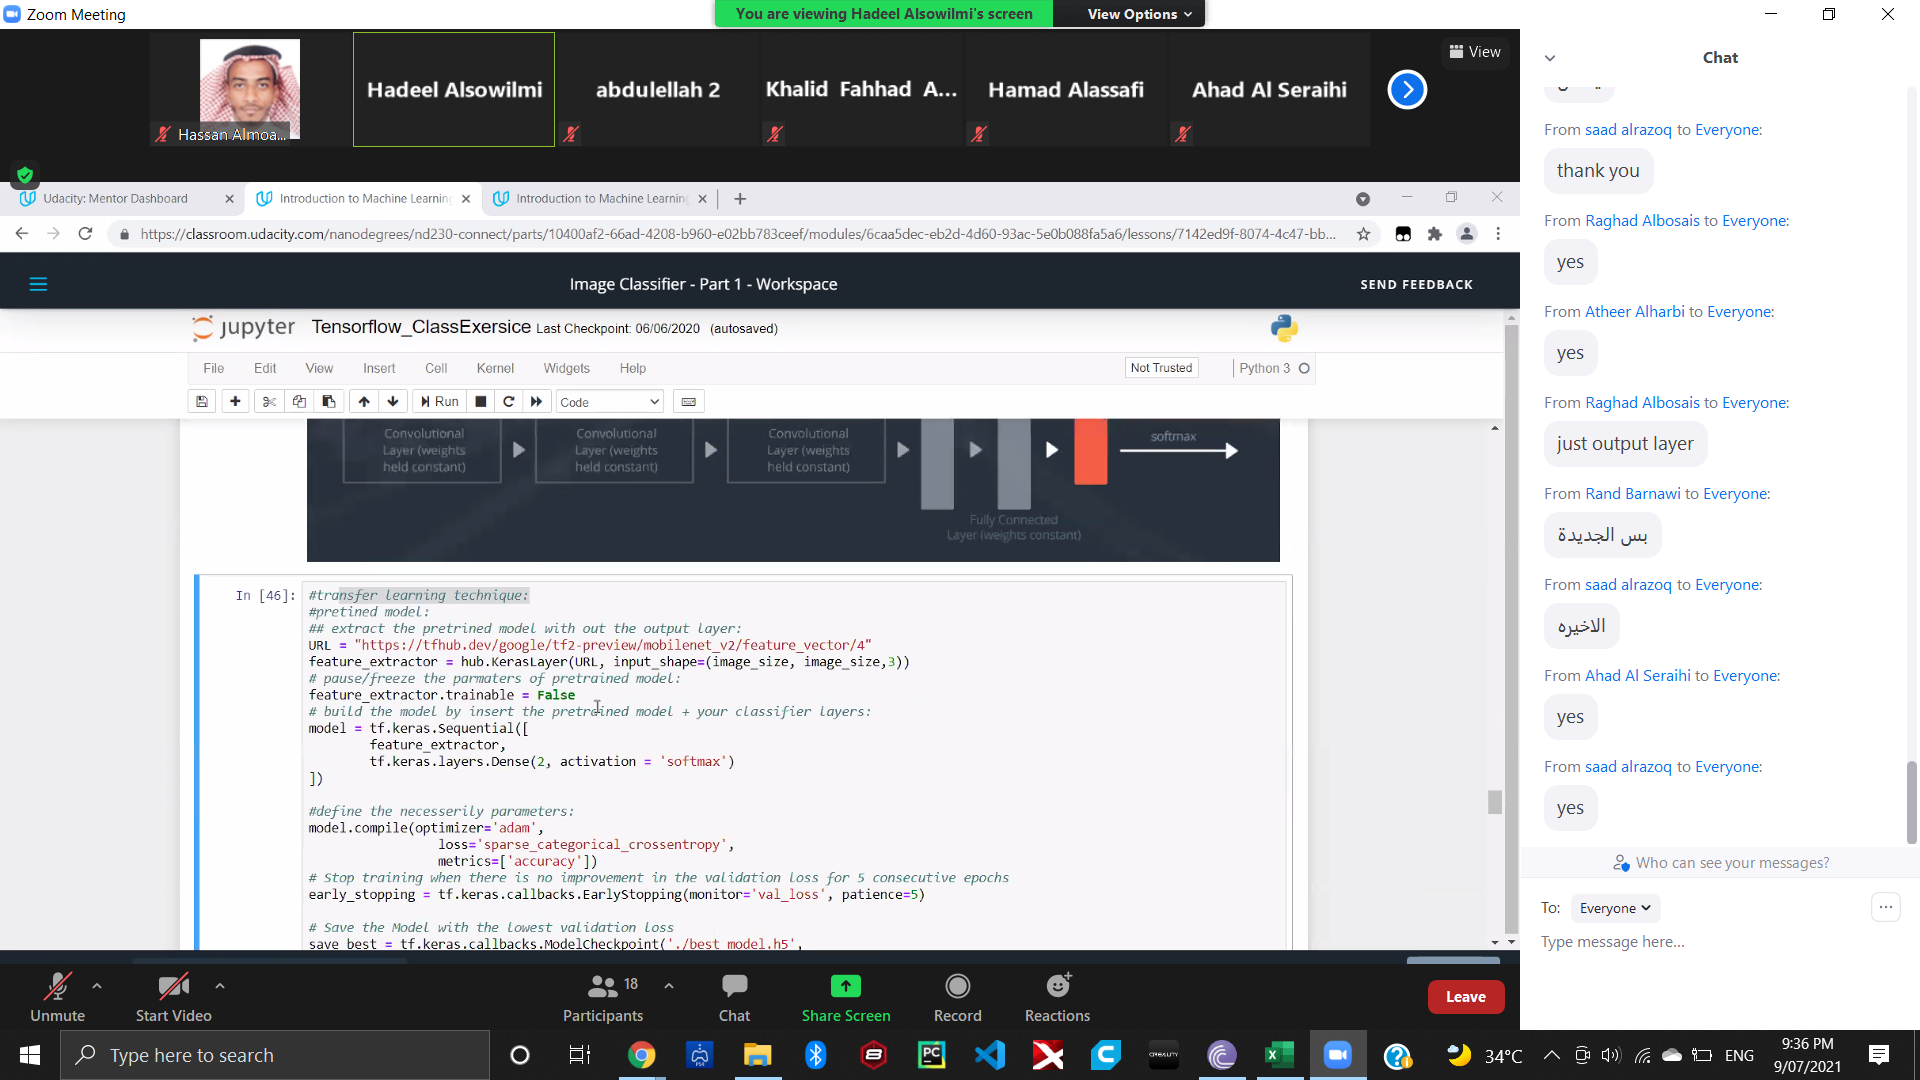 Zoom Meeting
You are viewing Hadeel Alsowilmi's screen
View Options
View
Hassan Almoa...
Hadeel Alsowilmi
abdulellah 2
Khalid Fahhad A...
Hamad Alassafi
Ahad Al Seraihi
Udacity: Mentor Dashboard
Introduction to Machine Learning
Introduction to Machine Learning
https://classroom.udacity.com/nanodegrees/nd230-connect/parts/10400af2-66ad-4208-b960-e02bb783ceef/modules/6caa5dec-eb2d-4d60-93ac-5e0b088fa5a6/lessons/7142ed9f-8074-4c47-bb...
Image Classifier - Part 1 - Workspace
SEND FEEDBACK
jupyter Tensorflow_ClassExersice Last Checkpoint: 06/06/2020 (autosaved)
File Edit View Insert Cell Kernel Widgets Help
Not Trusted
Python 3
Run
Code
Convolutional
Layer (weights
held constant)
Convolutional
Layer (weights
held constant)
Convolutional
Layer (weights
held constant)
softmax
Fully Connected
Layer (weights constant)
In [46]:
#transfer learning technique:
#pretined model:
## extract the pretrined model with out the output layer:
URL = "https://tfhub.dev/google/tf2-preview/mobilenet_v2/feature_vector/4"
feature_extractor = hub.KerasLayer(URL, input_shape=(image_size, image_size,3))
# pause/freeze the parmaters of pretrained model:
feature_extractor.trainable = False
# build the model by insert the pretrained model + your classifier layers:
model = tf.keras.Sequential([
feature_extractor,
tf.keras.layers.Dense(2, activation = 'softmax')
])
#define the necesserily parameters:
model.compile(optimizer='adam',
loss='sparse_categorical_crossentropy',
metrics=['accuracy'])
# Stop training when there is no improvement in the validation loss for 5 consecutive epochs
early_stopping = tf.keras.callbacks.EarlyStopping(monitor='val_loss', patience=5)
# Save the Model with the lowest validation loss
save_best = tf.keras.callbacks.ModelCheckpoint('./best_model.h5',
Chat
From saad alrazoq to Everyone:
thank you
From Raghad Albosais to Everyone:
yes
From Atheer Alharbi to Everyone:
yes
From Raghad Albosais to Everyone:
just output layer
From Rand Barnawi to Everyone:
بس الجديدة
From saad alrazoq to Everyone:
الاخيره
From Ahad Al Seraihi to Everyone:
yes
From saad alrazoq to Everyone:
yes
Who can see your messages?
To: Everyone
Type message here...
Unmute
Start Video
18
Participants
Chat
Share Screen
Record
Reactions
Leave
Type here to search
34°C
ENG
9:36 PM
9/07/2021